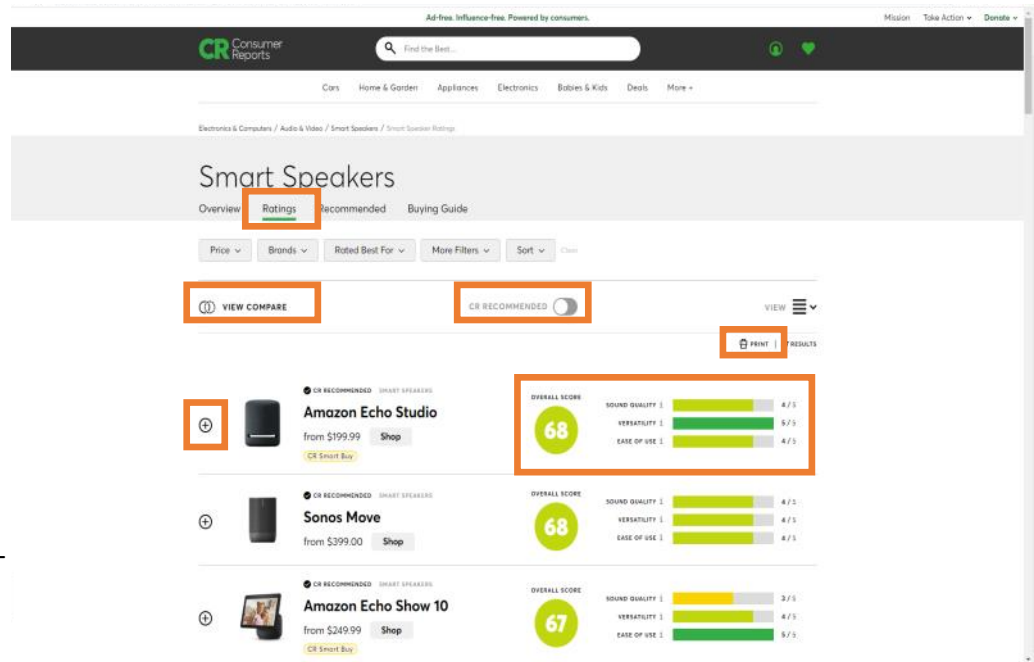 Ad-free. Influence-free. Powered by consumers.
Mission Take Action Donate
CR Consumer Reports
Find the Best...
Cars Home & Garden Appliances Electronics Babies & Kids Deals More +
Electronics & Computers / Audio & Video / Smart Speakers / Smart Speaker Ratings
Smart Speakers
Overview Ratings Recommended Buying Guide
Price Brands Rated Best For More Filters Sort Clear
VIEW COMPARE CR RECOMMENDED VIEW
PRINT | RESULTS
CR RECOMMENDED SMART SPEAKERS
Amazon Echo Studio
from $199.99 Shop
CR Smart Buy
OVERALL SCORE
68
SOUND QUALITY 4/5
VERSATILITY 5/5
EASE OF USE 4/5
CR RECOMMENDED SMART SPEAKERS
Sonos Move
from $399.00 Shop
OVERALL SCORE
68
SOUND QUALITY 4/5
VERSATILITY 4/5
EASE OF USE 4/5
CR RECOMMENDED SMART SPEAKERS
Amazon Echo Show 10
from $249.99 Shop
CR Smart Buy
OVERALL SCORE
67
SOUND QUALITY 3/5
VERSATILITY 4/5
EASE OF USE 5/5